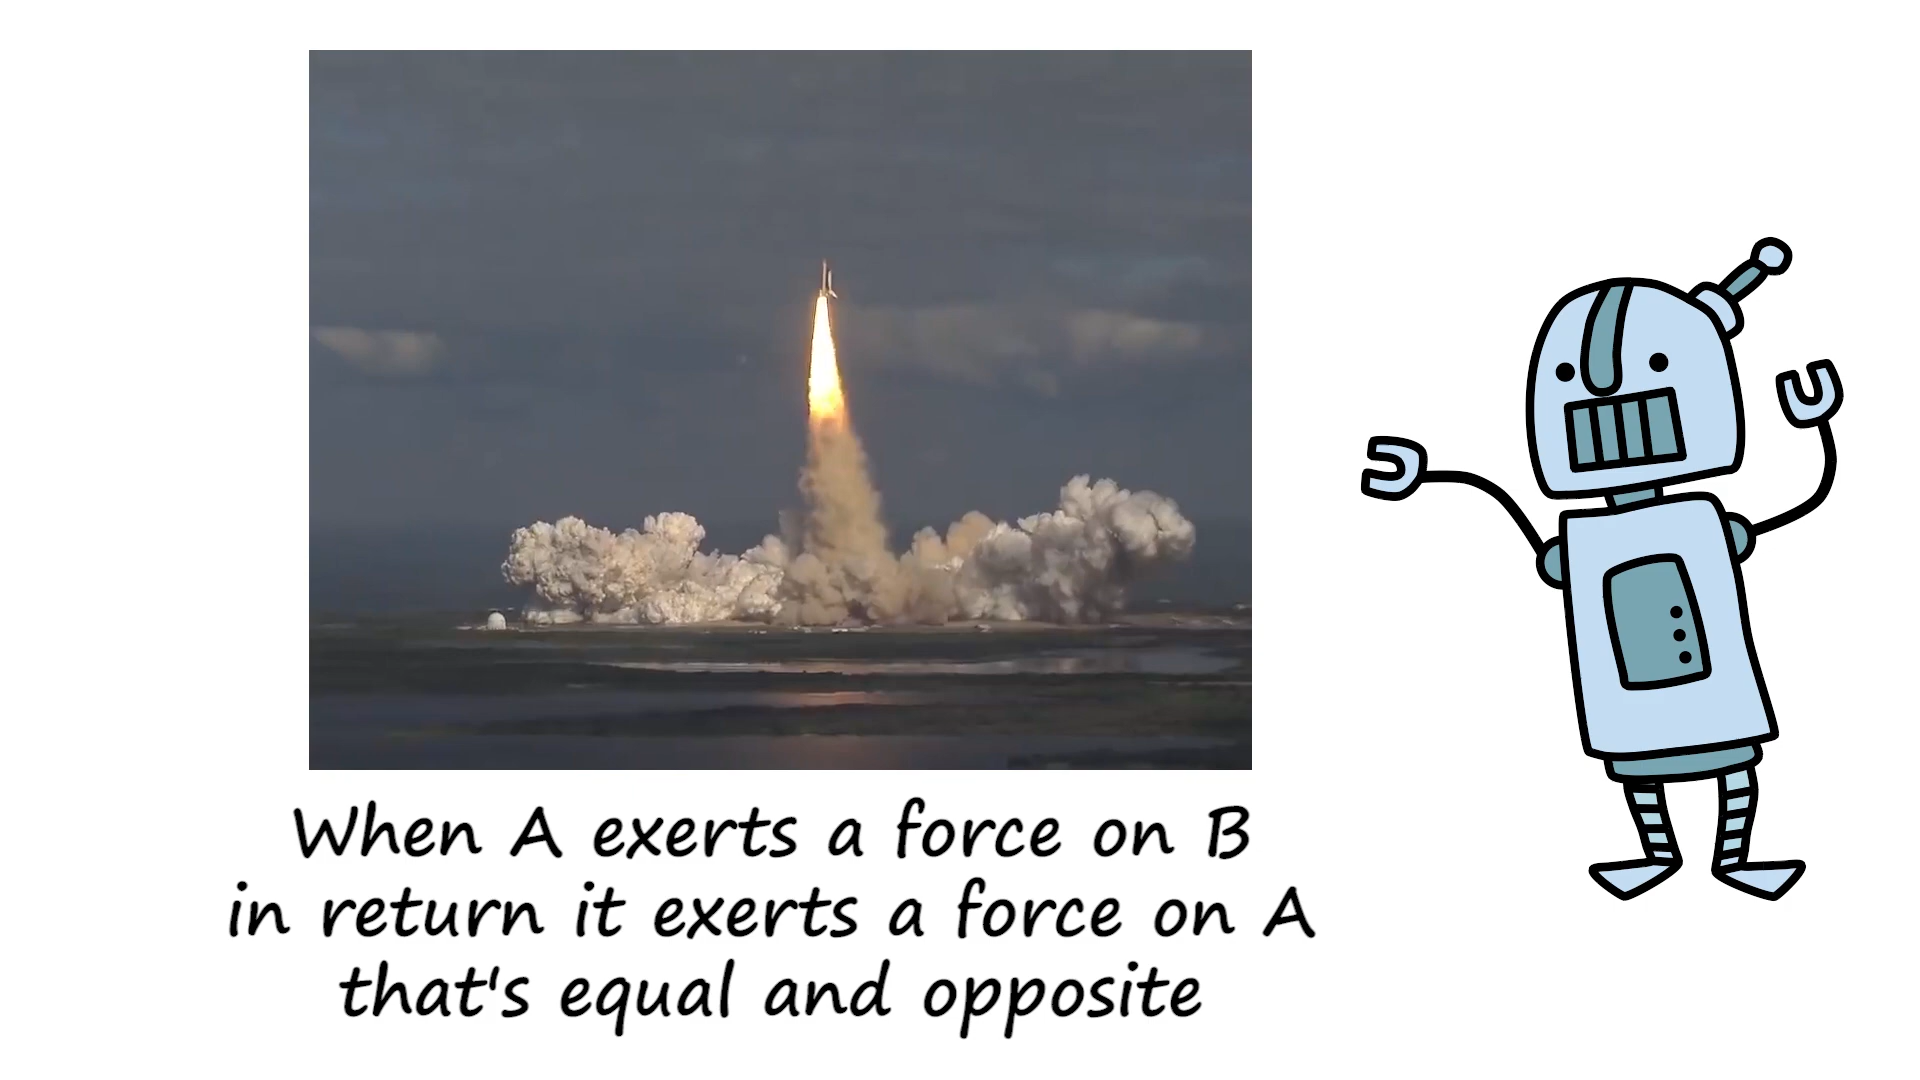 When A exerts a force on B
in return it exerts a force on A
that's equal and opposite